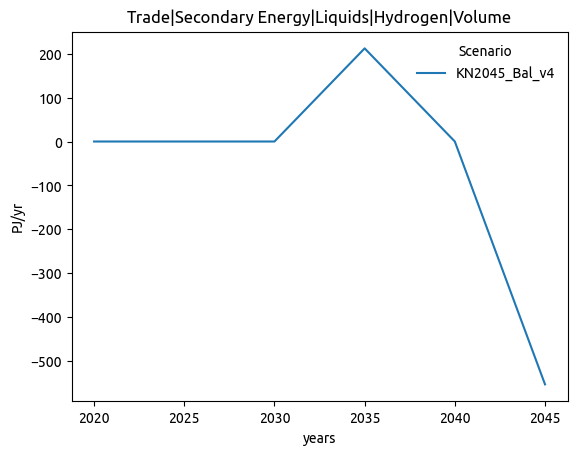 Trade|Secondary Energy|Liquids|Hydrogen|Volume
Scenario
KN2045_Bal_v4
200
100
0
−100
−200
−300
−400
−500
PJ/yr
2020 2025 2030 2035 2040 2045
years